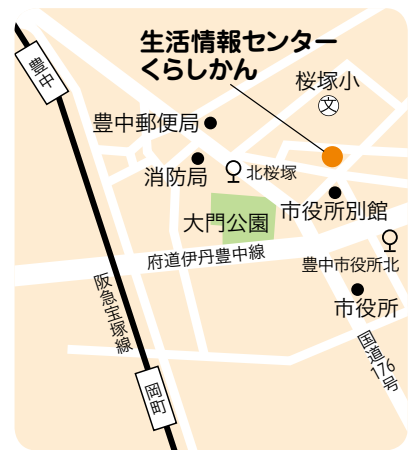 生活情報センター
くらしかん
豊中
桜塚小
文
豊中郵便局
消防局
北桜塚
市役所別館
大門公園
府道伊丹豊中線
豊中市役所北
阪急宝塚線
市役所
国道176号
岡町